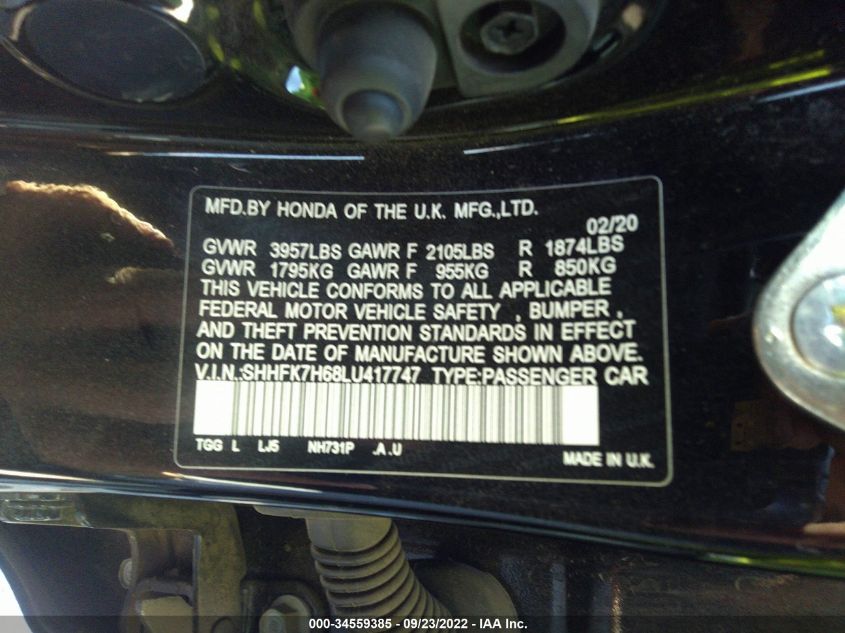 MFD.BY HONDA OF THE U.K. MFG.,LTD.
02/20
GVWR 3957LBS GAWR F 2105LBS R 1874LBS
GVWR 1795KG GAWR F 955KG R 850KG
THIS VEHICLE CONFORMS TO ALL APPLICABLE
FEDERAL MOTOR VEHICLE SAFETY , BUMPER ,
AND THEFT PREVENTION STANDARDS IN EFFECT
ON THE DATE OF MANUFACTURE SHOWN ABOVE.
V.I.N.:SHHFK7H68LU417747 TYPE:PASSENGER CAR
TGG L LJ5 NH731P .A .U
MADE IN U.K.
000-34559385 - 09/23/2022 - IAA Inc.